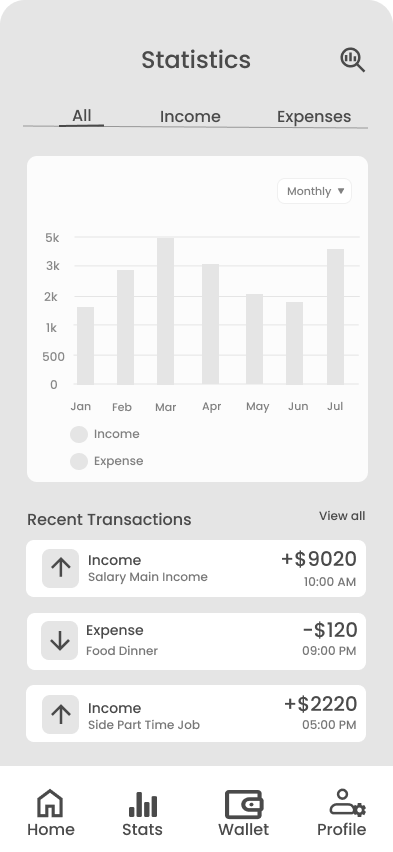 Statistics
All Income Expenses
Monthly ▼
5k
3k
2k
1k
500
0
Jan Feb Mar Apr May Jun Jul
Income
Expense
Recent Transactions View all
Income +$9020
Salary Main Income 10:00 AM
Expense -$120
Food Dinner 09:00 PM
Income +$2220
Side Part Time Job 05:00 PM
Home Stats Wallet Profile